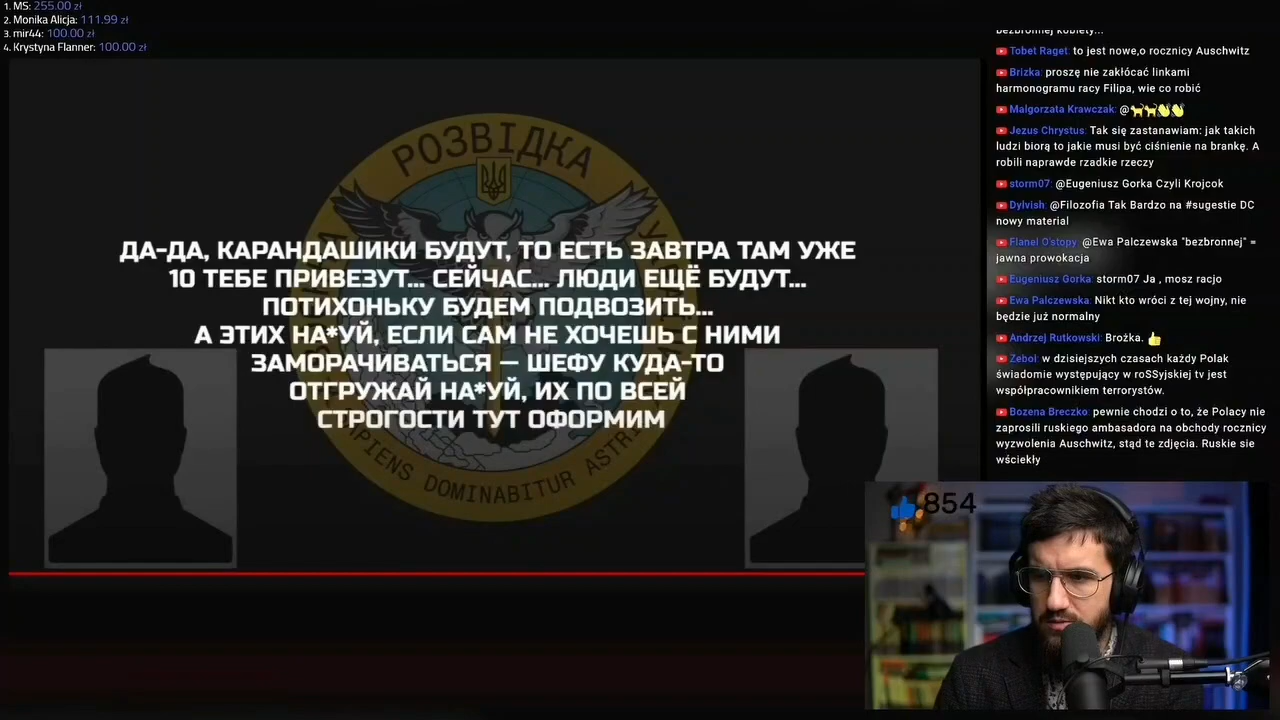 1. MS: 255.00 zł
2. Monika Alicja: 111.99 zł
3. mir44: 100.00 zł
4. Krystyna Flanner: 100.00 zł
РОЗВІДКА
ДА-ДА, КАРАНДАШИКИ БУДУТ, ТО ЕСТЬ ЗАВТРА ТАМ УЖЕ
10 ТЕБЕ ПРИВЕЗУТ... СЕЙЧАС... ЛЮДИ ЕЩЁ БУДУТ...
ПОТИХОНЬКУ БУДЕМ ПОДВОЗИТЬ...
А ЭТИХ НА*УЙ, ЕСЛИ САМ НЕ ХОЧЕШЬ С НИМИ
ЗАМОРАЧИВАТЬСЯ — ШЕФУ КУДА-ТО
ОТГРУЖАЙ НА*УЙ, ИХ ПО ВСЕЙ
СТРОГОСТИ ТУТ ОФОРМИМ
SAPIENS DOMINABITUR ASTRIS
bezbronnej kobiety...
Tobet Raget: to jest nowe,o rocznicy Auschwitz
Brizka: proszę nie zakłócać linkami
harmonogramu racy Filipa, wie co robić
Malgorzata Krawczak: @
Jezus Chrystus: Tak się zastanawiam: jak takich
ludzi biorą to jakie musi być ciśnienie na brankę. A
robili naprawde rzadkie rzeczy
storm07: @Eugeniusz Gorka Czyli Krojcok
Dylvish: @Filozofia Tak Bardzo na #sugestie DC
nowy material
Flanel O'stopy: @Ewa Palczewska "bezbronnej" =
jawna prowokacja
Eugeniusz Gorka: storm07 Ja , mosz racjo
Ewa Palczewska: Nikt kto wróci z tej wojny, nie
będzie już normalny
Andrzej Rutkowski: Brożka.
Zebol: w dzisiejszych czasach każdy Polak
świadomie występujący w roSSyjskiej tv jest
współpracownikiem terrorystów.
Bozena Breczko: pewnie chodzi o to, że Polacy nie
zaprosili ruskiego ambasadora na obchody rocznicy
wyzwolenia Auschwitz, stąd te zdjęcia. Ruskie sie
wściekły
854